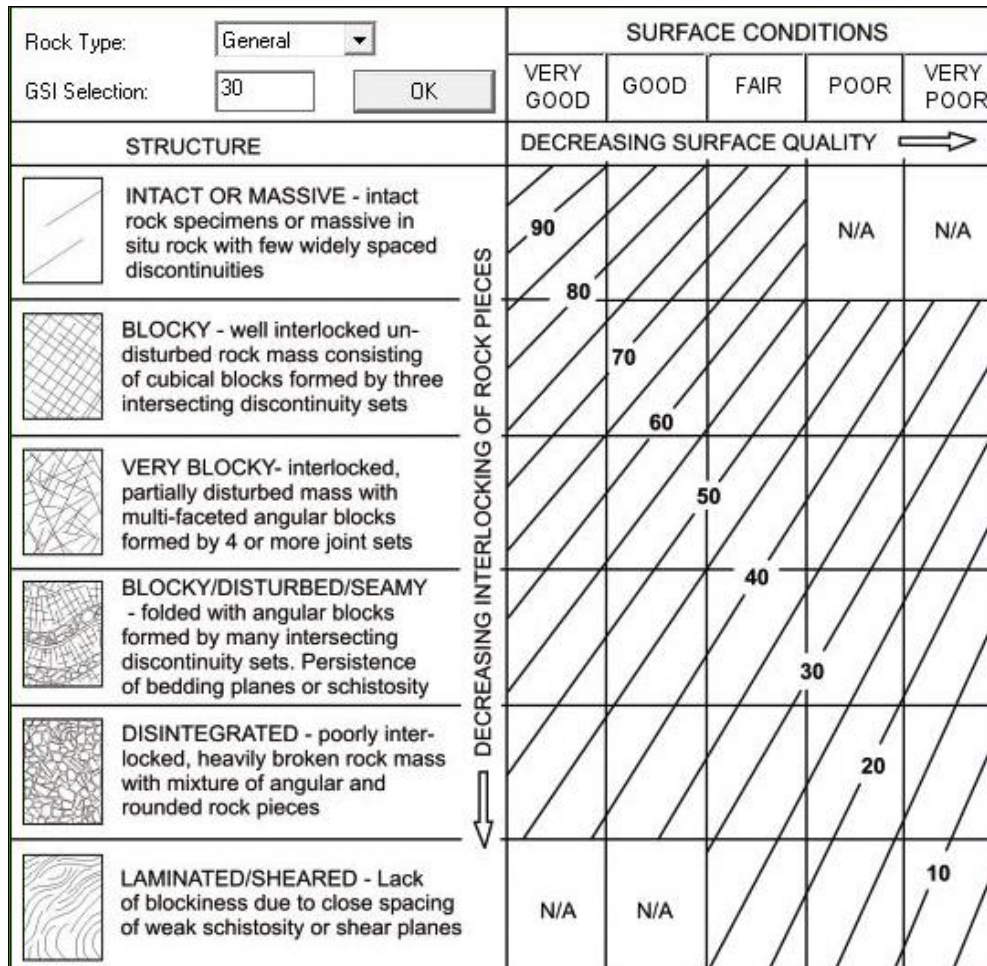 Rock Type:
General
GSI Selection:
30
OK
SURFACE CONDITIONS
VERY
GOOD
GOOD
FAIR
POOR
VERY
POOR
STRUCTURE
DECREASING SURFACE QUALITY
DECREASING INTERLOCKING OF ROCK PIECES
INTACT OR MASSIVE - intact
rock specimens or massive in
situ rock with few widely spaced
discontinuities
90
80
N/A
N/A
BLOCKY - well interlocked un-
disturbed rock mass consisting
of cubical blocks formed by three
intersecting discontinuity sets
70
60
VERY BLOCKY- interlocked,
partially disturbed mass with
multi-faceted angular blocks
formed by 4 or more joint sets
50
BLOCKY/DISTURBED/SEAMY
- folded with angular blocks
formed by many intersecting
discontinuity sets. Persistence
of bedding planes or schistosity
40
30
DISINTEGRATED - poorly inter-
locked, heavily broken rock mass
with mixture of angular and
rounded rock pieces
20
LAMINATED/SHEARED - Lack
of blockiness due to close spacing
of weak schistosity or shear planes
N/A
N/A
10